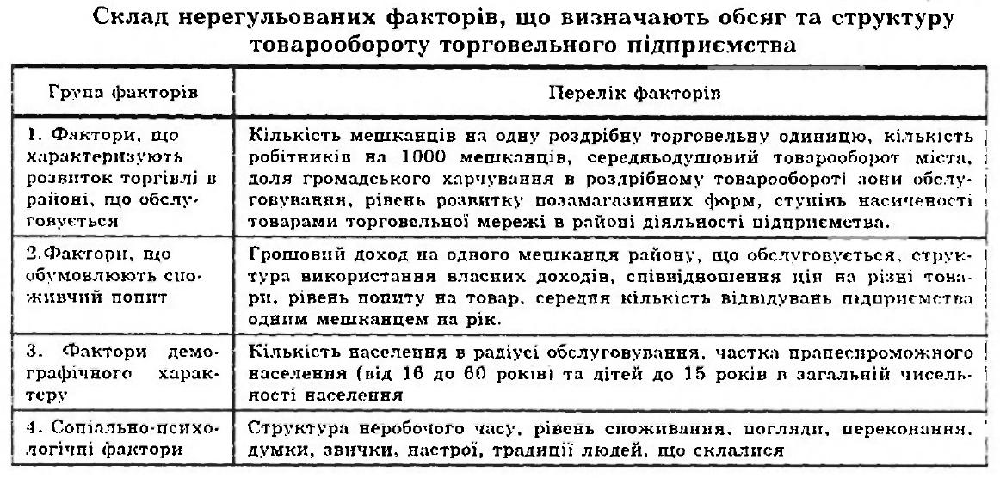 Склад нерегульованих факторів, що визначають обсяг та структуру
товарообороту торговельного підприємства
Група факторів
Перелік факторів
1. Фактори, що
характеризують
розвиток торгівлі в
районі, що обслу-
говується
Кількість мешканців на одну роздрібну торговельну одиницю, кількість
робітників на 1000 мешканців, середньодушовий товарооборот міста,
доля громадського харчування в роздрібному товарообороті зони обслу-
говування, рівень розвитку позамагазинних форм, ступінь насиченості
товарами торговельної мережі в районі діяльності підприємства.
2.Фактори, що
обумовлюють спо-
живчий попит
Грошовий доход на одного мешканця району, що обслуговується, струк-
тура використання власних доходів, співвідношення цін на різні това-
ри, рівень попиту на товар, середня кількість відвідувань підприємства
одним мешканцем на рік.
3. Фактори демо-
графічного харак-
теру
Кількість населення в радіусі обслуговування, частка працеспроможного
населення (від 16 до 60 років) та дітей до 15 років в загальній чисель-
ності населення
4. Соціально-психо-
логічні фактори
Структура неробочого часу, рівень споживання, погляди, переконання,
думки, звички, настрої, традиції людей, що склалися